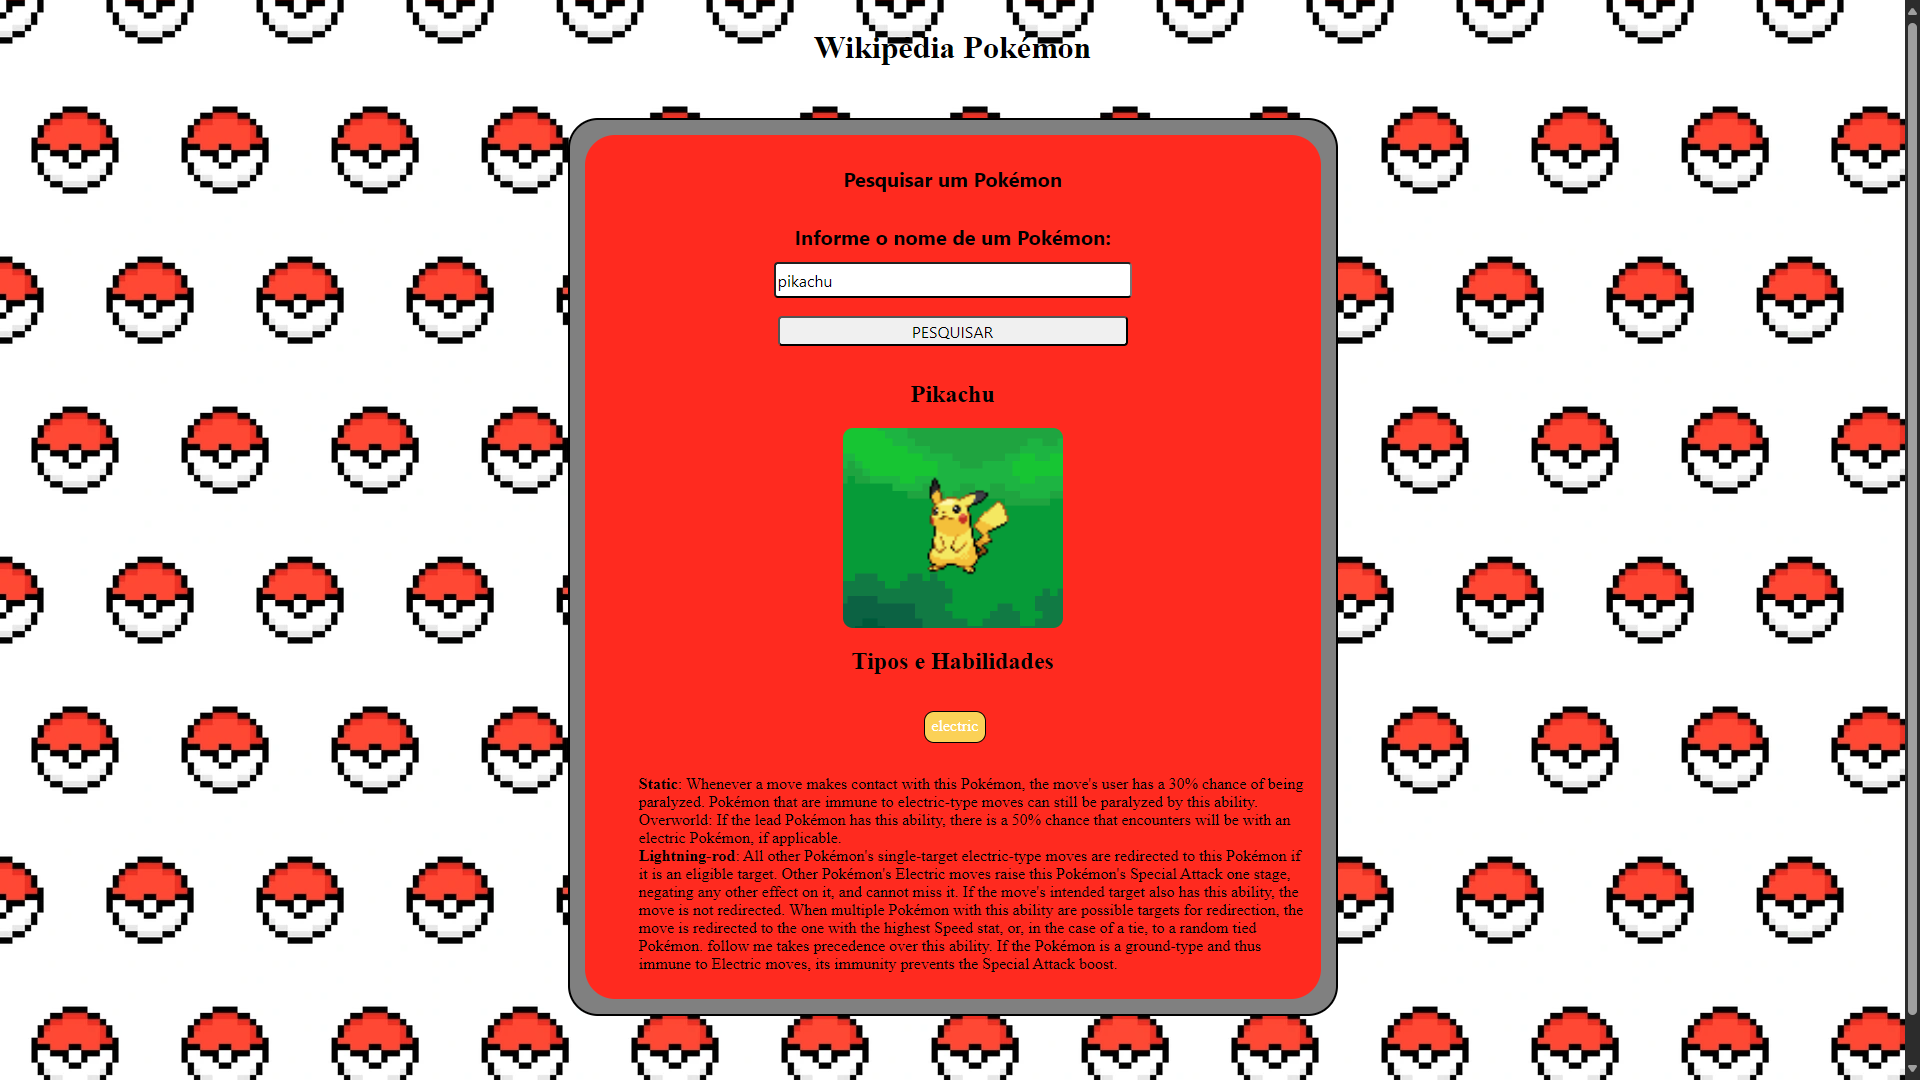 Wikipédia Pokémon
Pesquisar um Pokémon
Informe o nome de um Pokémon:
pikachu
PESQUISAR
Pikachu
Tipos e Habilidades
electric
Static: Whenever a move makes contact with this Pokémon, the move's user has a 30% chance of being
paralyzed. Pokémon that are immune to electric-type moves can still be paralyzed by this ability.
Overworld: If the lead Pokémon has this ability, there is a 50% chance that encounters will be with an
electric Pokémon, if applicable.
Lightning-rod: All other Pokémon's single-target electric-type moves are redirected to this Pokémon if
it is an eligible target. Other Pokémon's Electric moves raise this Pokémon's Special Attack one stage,
negating any other effect on it, and cannot miss it. If the move's intended target also has this ability, the
move is not redirected. When multiple Pokémon with this ability are possible targets for redirection, the
move is redirected to the one with the highest Speed stat, or, in the case of a tie, to a random tied
Pokémon. follow me takes precedence over this ability. If the Pokémon is a ground-type and thus
immune to Electric moves, its immunity prevents the Special Attack boost.